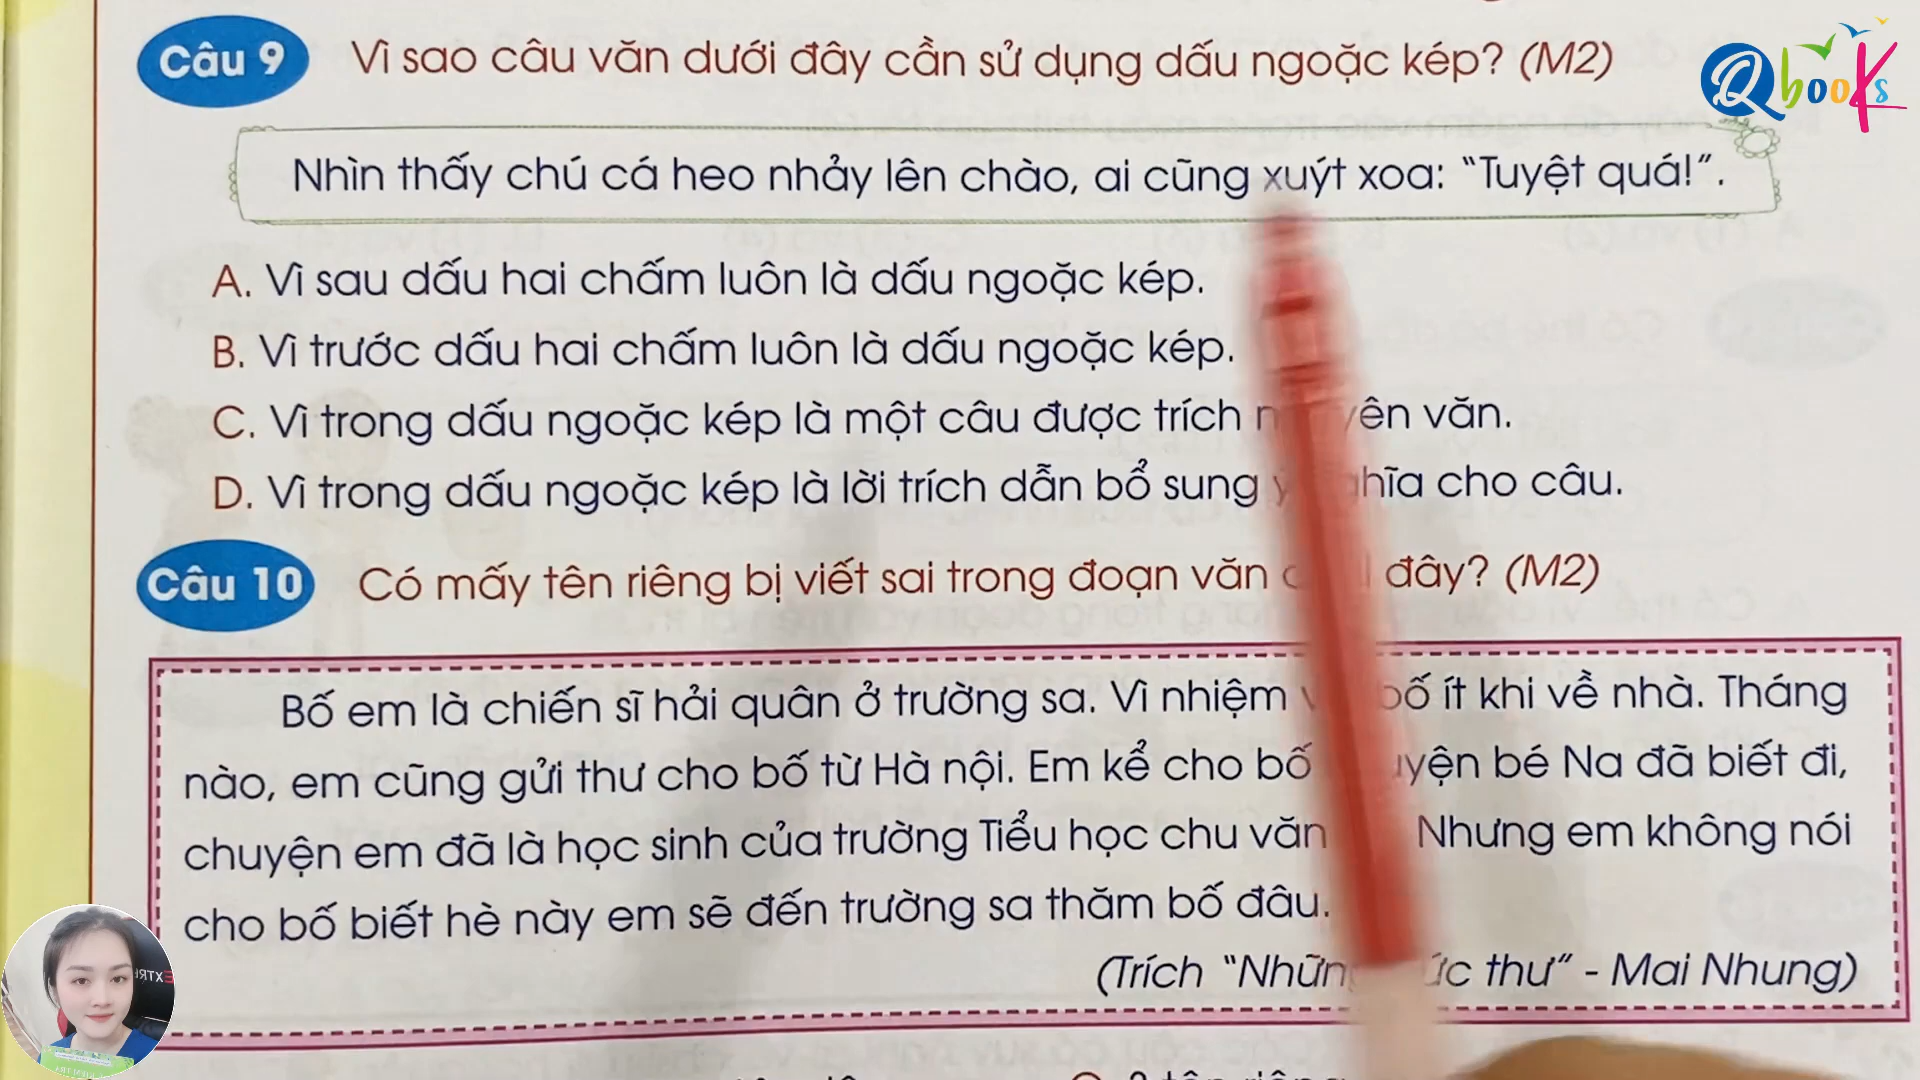 Câu 9 Vì sao câu văn dưới đây cần sử dụng dấu ngoặc kép? (M2)
Qbooks
Nhìn thấy chú cá heo nhảy lên chào, ai cũng xuýt xoa: “Tuyệt quá!”.
A. Vì sau dấu hai chấm luôn là dấu ngoặc kép.
B. Vì trước dấu hai chấm luôn là dấu ngoặc kép.
C. Vì trong dấu ngoặc kép là một câu được trích văn.
D. Vì trong dấu ngoặc kép là lời trích dẫn bổ sung cho câu.
Câu 10 Có mấy tên riêng bị viết sai trong đoạn văn đây? (M2)
Bố em là chiến sĩ hải quân ở trường sa. Vì nhiệm bố ít khi về nhà. Tháng
nào, em cũng gửi thư cho bố từ Hà nội. Em kể cho bố bé Na đã biết đi,
chuyện em đã là học sinh của trường Tiểu học chu văn Nhưng em không nói
cho bố biết hè này em sẽ đến trường sa thăm bố đâu.
(Trích “Những thư” - Mai Nhung)